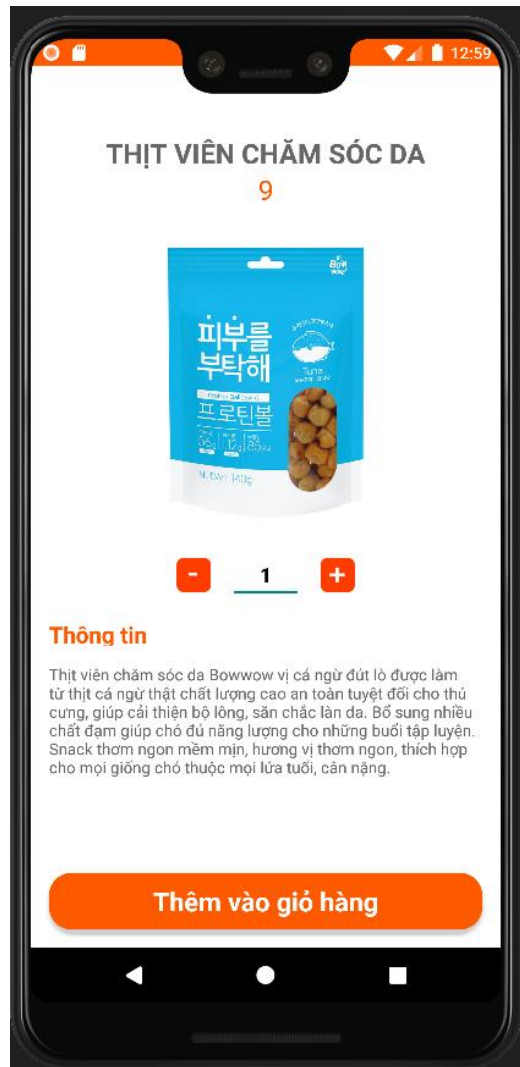 12:59
THỊT VIÊN CHĂM SÓC DA
9
Bow
wow
피부를
부탁해
Tuna
프로틴볼
140g
- 1 +
Thông tin
Thịt viên chăm sóc da Bowwow vị cá ngừ đút lò được làm
từ thịt cá ngừ thật chất lượng cao an toàn tuyệt đối cho thú
cưng, giúp cải thiện bộ lông, săn chắc làn da. Bổ sung nhiều
chất đạm giúp chó đủ năng lượng cho những buổi tập luyện.
Snack thơm ngon mềm mịn, hương vị thơm ngon, thích hợp
cho mọi giống chó thuộc mọi lứa tuổi, cân nặng.
Thêm vào giỏ hàng